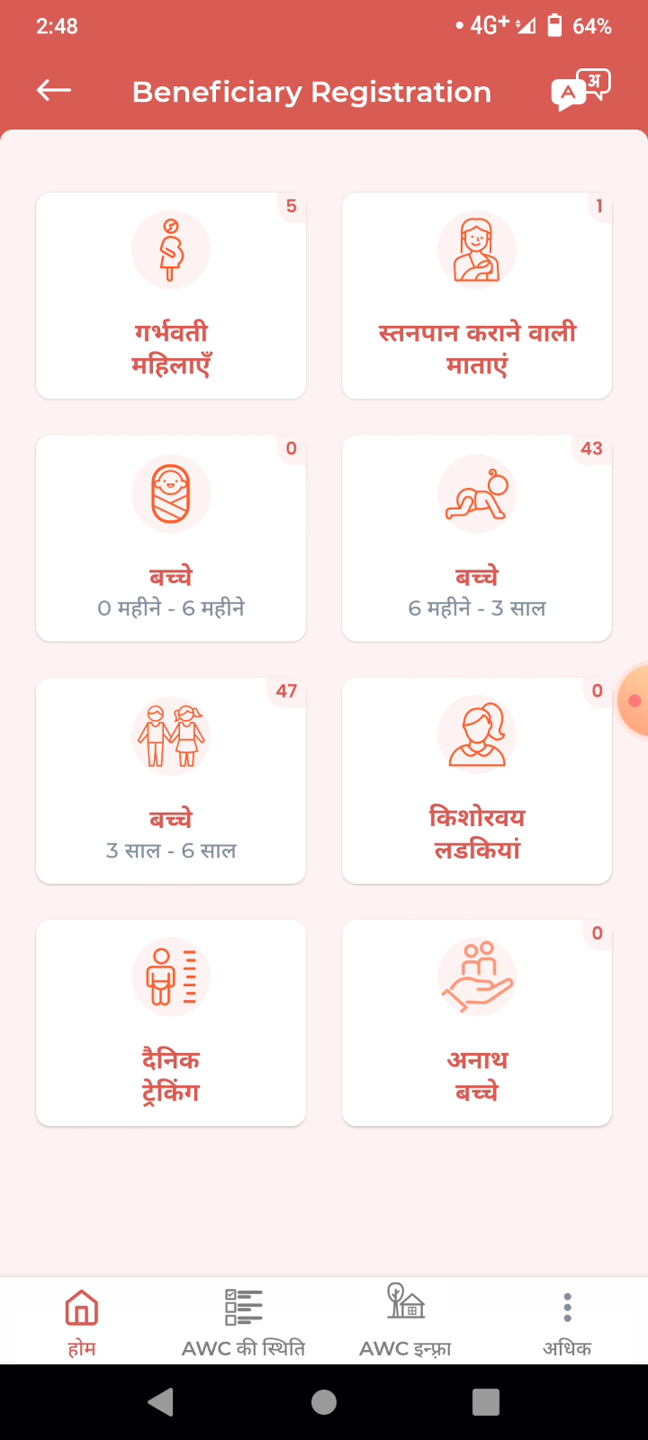 2:48
4G+ 64%
Beneficiary Registration
A अ
5
गर्भवती
महिलाएँ
1
स्तनपान कराने वाली
माताएं
0
बच्चे
0 महीने - 6 महीने
43
बच्चे
6 महीने - 3 साल
47
बच्चे
3 साल - 6 साल
0
किशोरवय
लडकियां
दैनिक
ट्रेकिंग
0
अनाथ
बच्चे
होम
AWC की स्थिति
AWC इन्फ़्रा
अधिक